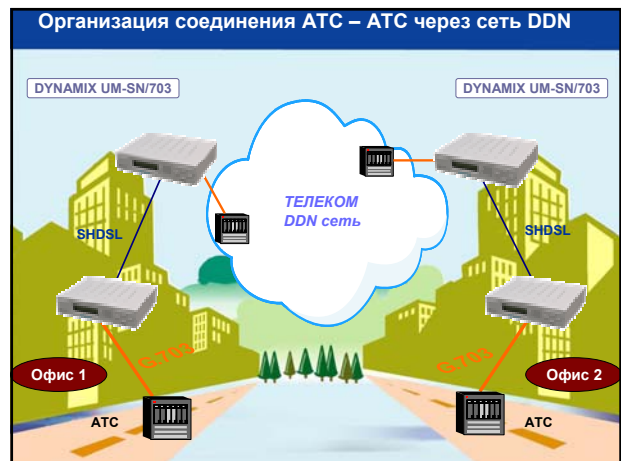 Организация соединения АТС – АТС через сеть DDN
DYNAMIX UM-SN/703
DYNAMIX UM-SN/703
ТЕЛЕКОМ
DDN сеть
SHDSL
SHDSL
G.703
G.703
Офис 1
Офис 2
АТС
АТС